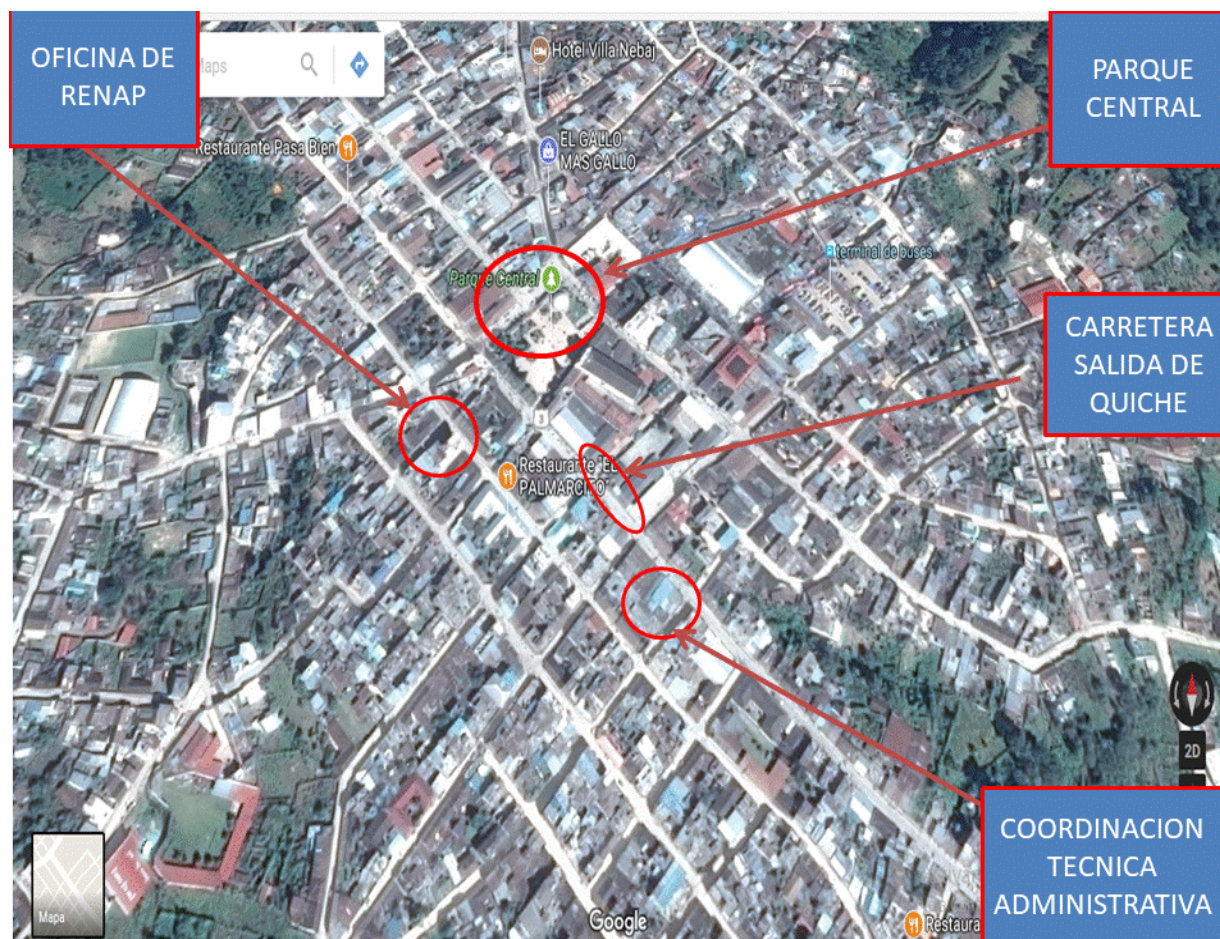 OFICINA DE
RENAP
Maps
Hotel Villa Nebaj
PARQUE
CENTRAL
Restaurante Pasa Bien
EL GALLO
MAS GALLO
terminal de buses
Parque Central
CARRETERA
SALIDA DE
QUICHE
Restaurante "EL
PALMARCITO"
2D
COORDINACION
TECNICA
ADMINISTRATIVA
Mapa
Google
Restaura